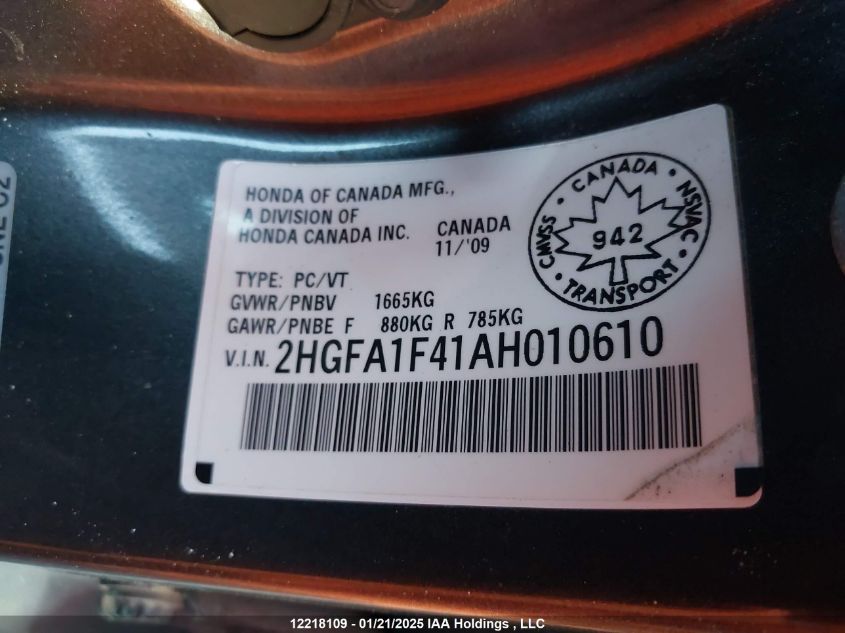 HONDA OF CANADA MFG.,
A DIVISION OF
HONDA CANADA INC. CANADA
11/'09
TYPE: PC/VT
GVWR/PNBV 1665KG
GAWR/PNBE F 880KG R 785KG
V.I.N. 2HGFA1F41AH010610
CANADA
CMVSS 942 NSVAC
TRANSPORT
12218109 - 01/21/2025 IAA Holdings , LLC